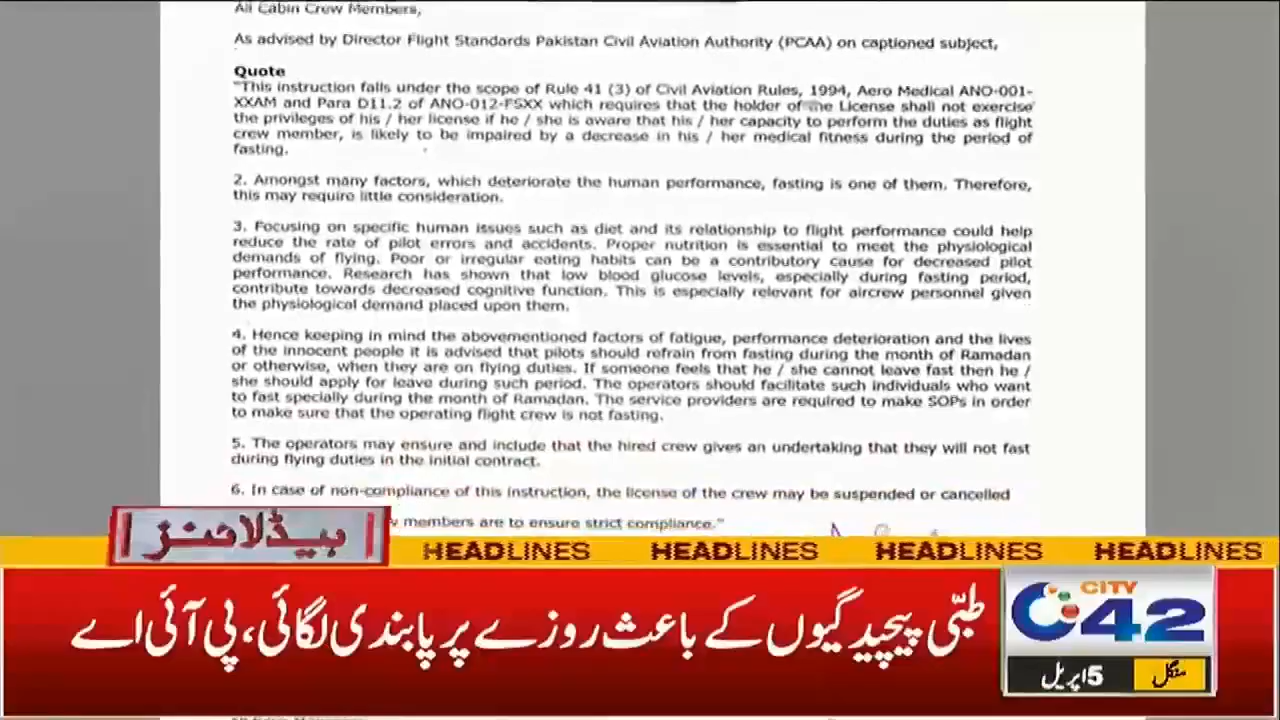 All Cabin Crew Members,
As advised by Director Flight Standards Pakistan Civil Aviation Authority (PCAA) on captioned subject,
Quote
"This instruction falls under the scope of Rule 41 (3) of Civil Aviation Rules, 1994, Aero Medical ANO-001-
XXAM and Para D11.2 of ANO-012-FSXX which requires that the holder of the License shall not exercise
the privileges of his / her license if he / she is aware that his / her capacity to perform the duties as flight
crew member, is likely to be impaired by a decrease in his / her medical fitness during the period of
fasting.
2. Amongst many factors, which deteriorate the human performance, fasting is one of them. Therefore,
this may require little consideration.
3. Focusing on specific human issues such as diet and its relationship to flight performance could help
reduce the rate of pilot errors and accidents. Proper nutrition is essential to meet the physiological
demands of flying. Poor or irregular eating habits can be a contributory cause for decreased pilot
performance. Research has shown that low blood glucose levels, especially during fasting period,
contribute towards decreased cognitive function. This is especially relevant for aircrew personnel given
the physiological demand placed upon them.
4. Hence keeping in mind the abovementioned factors of fatigue, performance deterioration and the lives
of the innocent people it is advised that pilots should refrain from fasting during the month of Ramadan
or otherwise, when they are on flying duties. If someone feels that he / she cannot leave fast then he /
she should apply for leave during such period. The operators should facilitate such individuals who want
to fast specially during the month of Ramadan. The service providers are required to make SOPs in order
to make sure that the operating flight crew is not fasting.
5. The operators may ensure and include that the hired crew gives an undertaking that they will not fast
during flying duties in the initial contract.
6. In case of non-compliance of this instruction, the license of the crew may be suspended or cancelled
members are to ensure strict compliance."
ہیڈلائنز
HEADLINES HEADLINES HEADLINES HEADLINES
طبّی پیچیدگیوں کے باعث روزے پر پابندی لگائی، پی آئی اے
CITY
42
منگل 5 اپریل